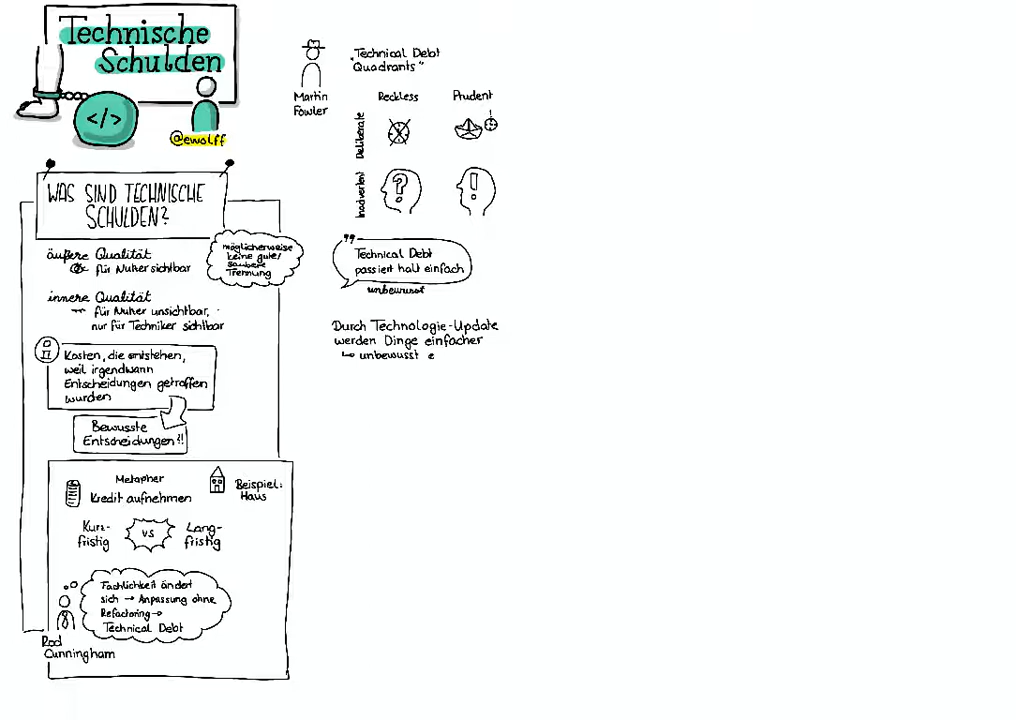 Technische
Schulden
</>
@ewolff
WAS SIND TECHNISCHE
SCHULDEN?
äußere Qualität
für Nutzer sichtbar
möglicherweise
keine gute/
saubere
Trennung
innere Qualität
für Nutzer unsichtbar,
nur für Techniker sichtbar
Kosten, die entstehen,
weil irgendwann
Entscheidungen getroffen
wurden
Bewusste
Entscheidungen?!
Metapher
Kredit aufnehmen
Beispiel:
Haus
Kurz-
fristig
VS
Lang-
fristig
Fachlichkeit ändert
sich → Anpassung ohne
Refactoring →
Technical Debt
Rod
Cunningham
Martin
Fowler
"Technical Debt
Quadrants"
Reckless
Prudent
Deliberate
Inadvertent
?
!
"Technical Debt
passiert halt einfach
unbewusst
Durch Technologie-Update
werden Dinge einfacher
↳ unbewusst e